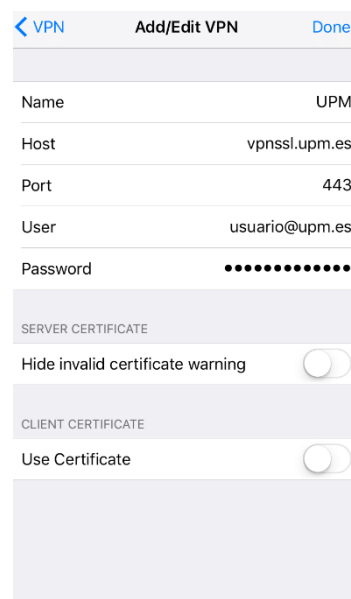 VPN Add/Edit VPN Done
Name UPM
Host vpnssl.upm.es
Port 443
User usuario@upm.es
Password •••••••••••••
SERVER CERTIFICATE
Hide invalid certificate warning
CLIENT CERTIFICATE
Use Certificate